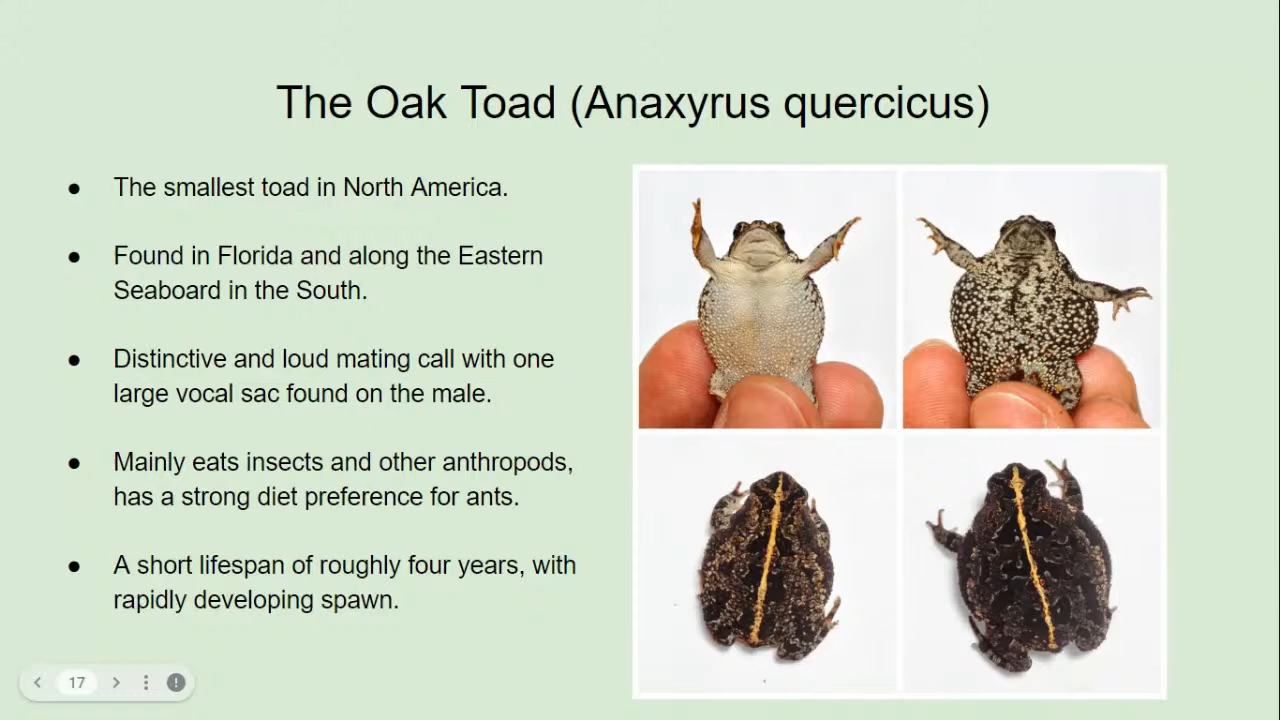 The Oak Toad (Anaxyrus quercicus)
● The smallest toad in North America.
● Found in Florida and along the Eastern
Seaboard in the South.
● Distinctive and loud mating call with one
large vocal sac found on the male.
● Mainly eats insects and other anthropods,
has a strong diet preference for ants.
● A short lifespan of roughly four years, with
rapidly developing spawn.
17